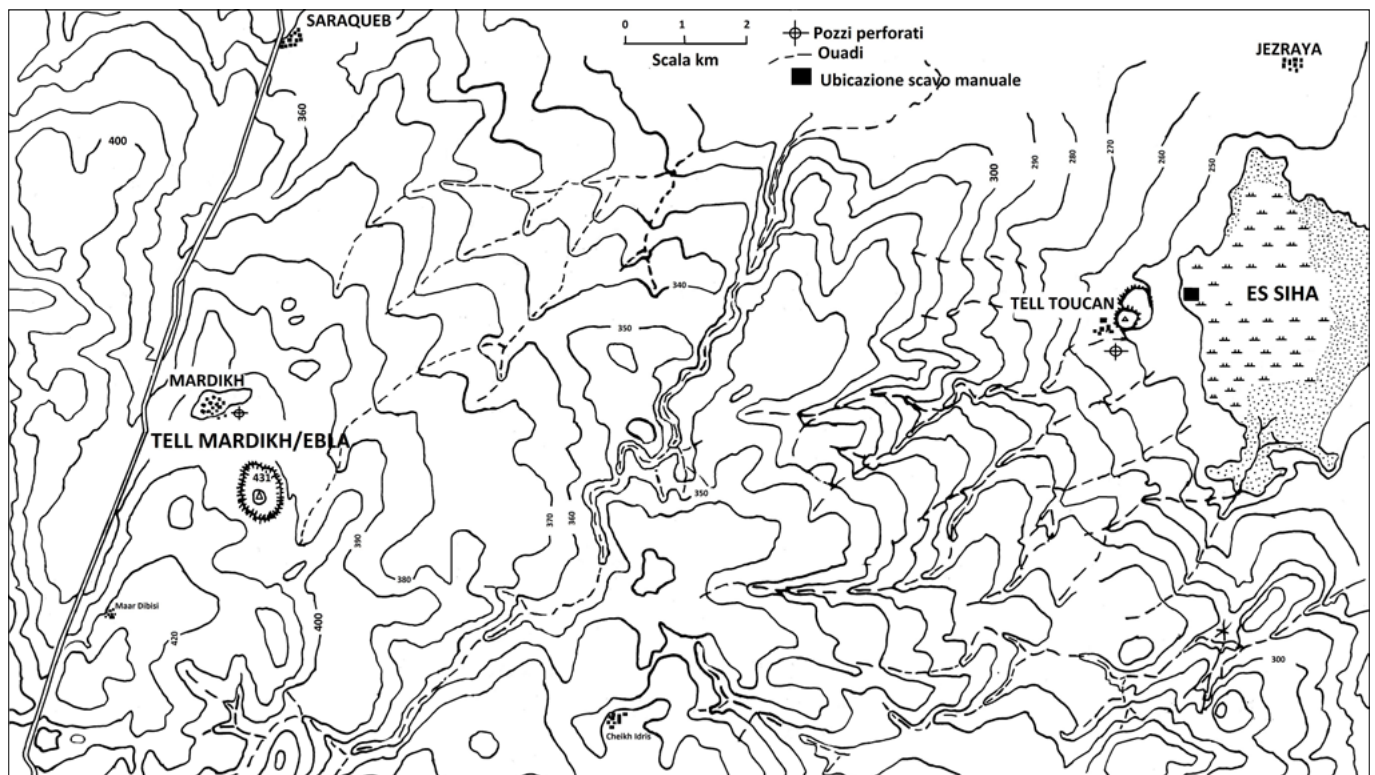 SARAQUEB
0 1 2
Scala km
Pozzi perforati
Ouadi
Ubicazione scavo manuale
JEZRAYA
400
360
300
290
280
270
260
250
340
350
TELL TOUCAN
ES SIHA
MARDIKH
TELL MARDIKH/EBLA
431
350
370
360
390
380
400
Maar Dibisi
420
300
Cheikh Idris